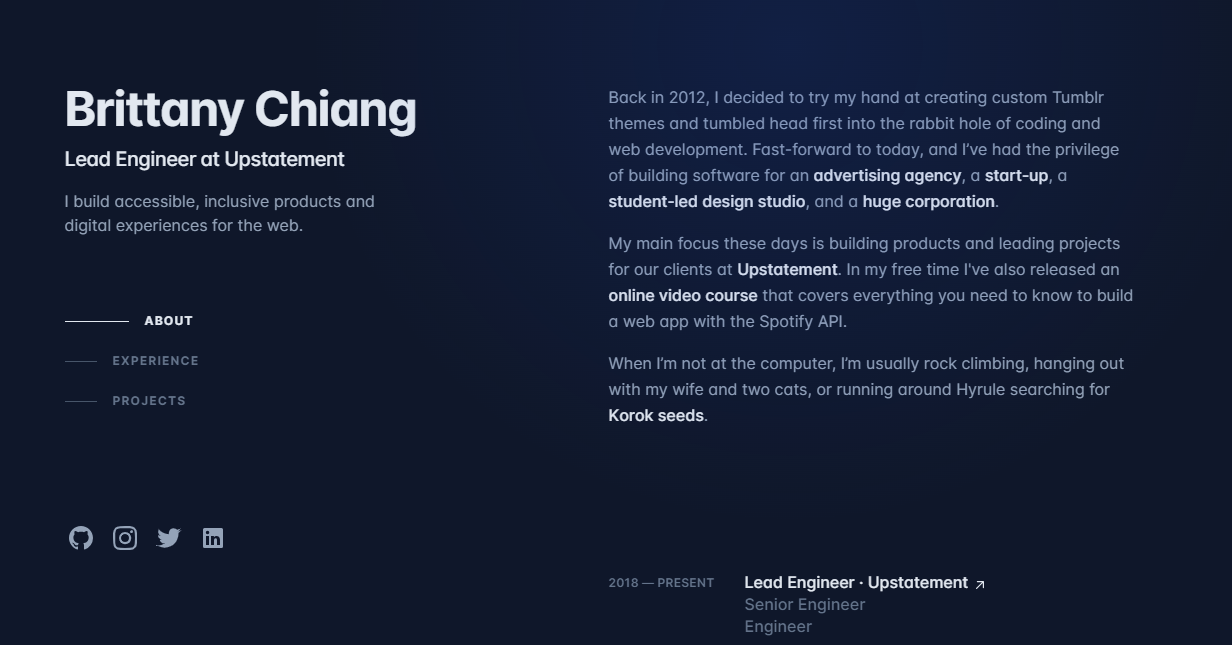 Brittany Chiang
Lead Engineer at Upstatement
I build accessible, inclusive products and
digital experiences for the web.
ABOUT
EXPERIENCE
PROJECTS
Back in 2012, I decided to try my hand at creating custom Tumblr
themes and tumbled head first into the rabbit hole of coding and
web development. Fast-forward to today, and I’ve had the privilege
of building software for an advertising agency, a start-up, a
student-led design studio, and a huge corporation.
My main focus these days is building products and leading projects
for our clients at Upstatement. In my free time I've also released an
online video course that covers everything you need to know to build
a web app with the Spotify API.
When I’m not at the computer, I’m usually rock climbing, hanging out
with my wife and two cats, or running around Hyrule searching for
Korok seeds.
2018 — PRESENT
Lead Engineer · Upstatement
Senior Engineer
Engineer